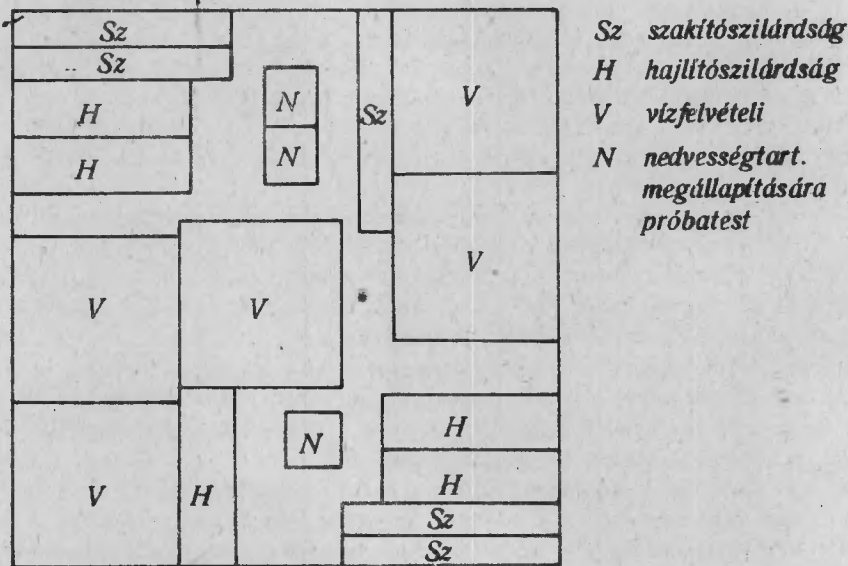 Sz
Sz
H
H
N
N
Sz
V
V
V
V
V
H
N
H
H
Sz
Sz
Sz szakítószilárdság
H hajlítószilárdság
V vízfelvételi
N nedvességtart.
megállapítására
próbatest